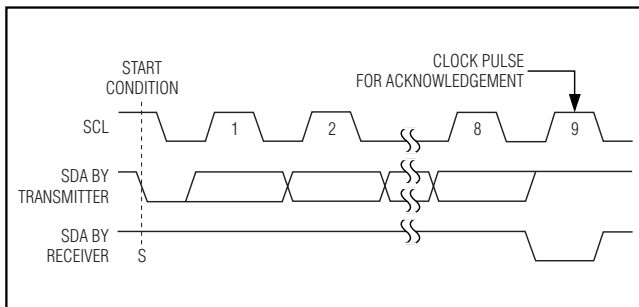 START
CONDITION
CLOCK PULSE
FOR ACKNOWLEDGEMENT
SCL
1
2
8
9
SDA BY
TRANSMITTER
SDA BY
RECEIVER
S